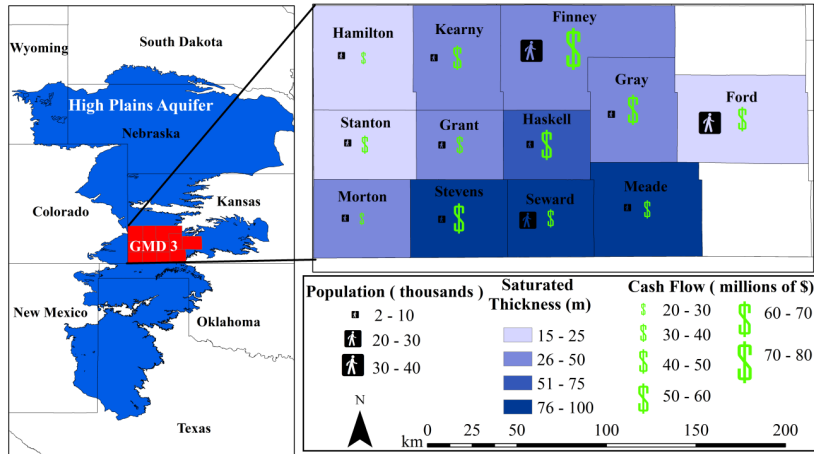 Wyoming
South Dakota
High Plains Aquifer
Nebraska
Colorado
Kansas
GMD 3
New Mexico
Oklahoma
Texas
Hamilton
Kearny
Finney
Gray
Ford
Stanton
Grant
Haskell
Morton
Stevens
Seward
Meade
Population ( thousands )
2 - 10
20 - 30
30 - 40
Saturated
Thickness (m)
15 - 25
26 - 50
51 - 75
76 - 100
Cash Flow ( millions of $)
20 - 30
30 - 40
40 - 50
50 - 60
60 - 70
70 - 80
N
km
0 25 50 100 150 200